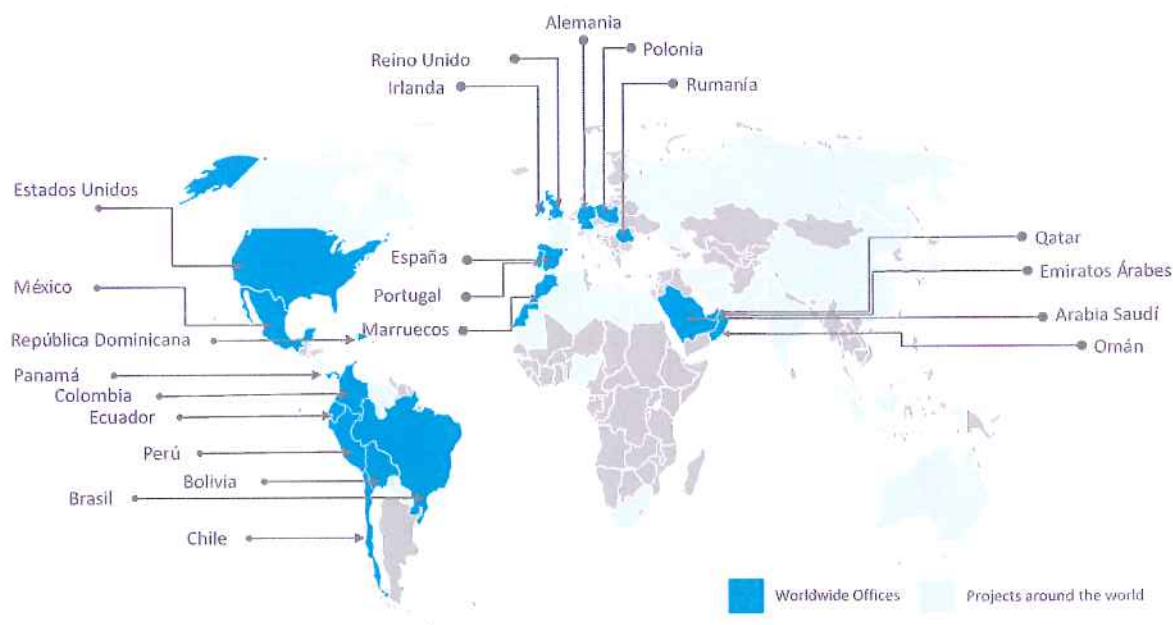 Alemania
Polonia
Reino Unido
Irlanda
Rumanía
Estados Unidos
España
Qatar
México
Portugal
Emiratos Árabes
República Dominicana
Marruecos
Arabia Saudí
Omán
Panamá
Colombia
Ecuador
Perú
Bolivia
Brasil
Chile
Worldwide Offices
Projects around the world